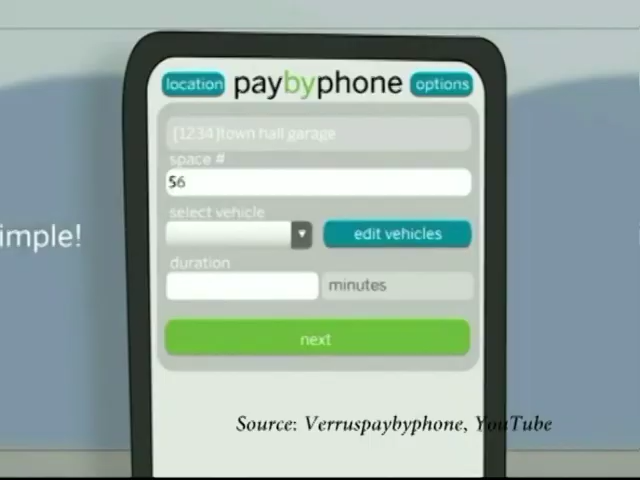 location paybyphone options
[1234]town hall garage
space #
56
imple!
select vehicle
edit vehicles
duration
minutes
next
Source: Verruspaybyphone, YouTube